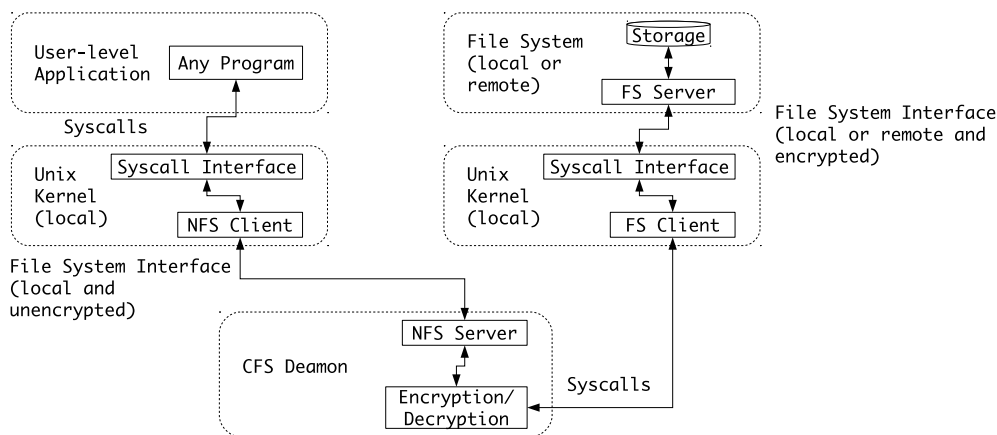 User-level
Application
Any Program
Syscalls
Unix
Kernel
(local)
Syscall Interface
NFS Client
File System Interface
(local and
unencrypted)
CFS Deamon
NFS Server
Encryption/
Decryption
Syscalls
File System
(local or
remote)
Storage
FS Server
File System Interface
(local or remote and
encrypted)
Unix
Kernel
(local)
Syscall Interface
FS Client